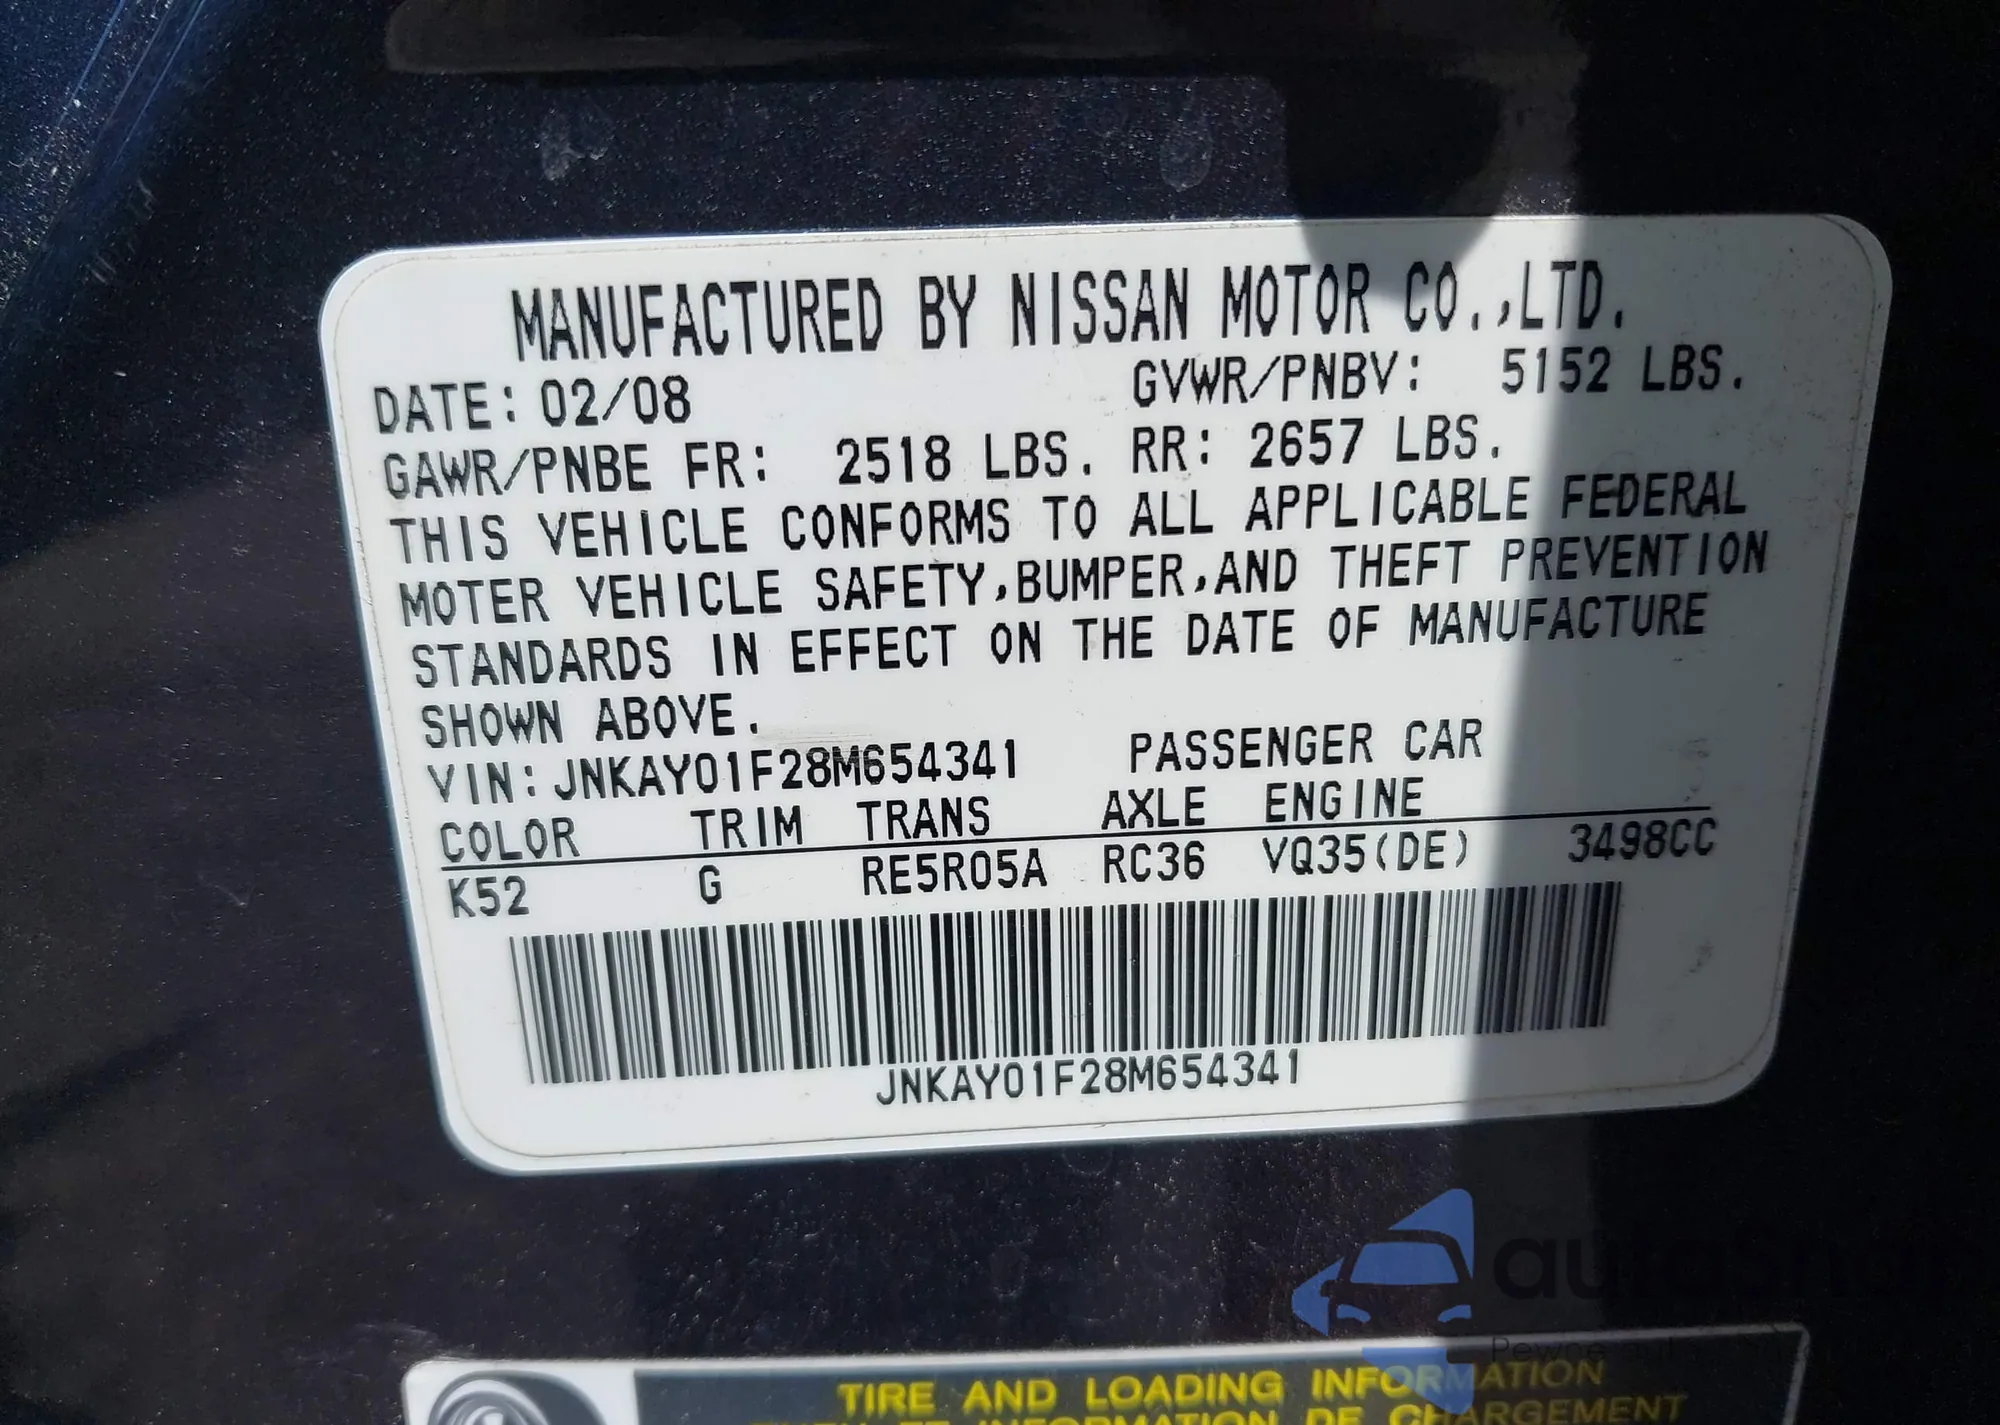 MANUFACTURED BY NISSAN MOTOR CO.,LTD.
DATE: 02/08 GVWR/PNBV: 5152 LBS.
GAWR/PNBE FR: 2518 LBS. RR: 2657 LBS.
THIS VEHICLE CONFORMS TO ALL APPLICABLE FEDERAL
MOTER VEHICLE SAFETY,BUMPER,AND THEFT PREVENTION
STANDARDS IN EFFECT ON THE DATE OF MANUFACTURE
SHOWN ABOVE.
VIN:JNKAY01F28M654341 PASSENGER CAR
COLOR TRIM TRANS AXLE ENGINE
K52 G RE5R05A RC36 VQ35(DE) 3498CC
JNKAY01F28M654341
TIRE AND LOADING INFORMATION
INFORMATION DE CHARGEMENT